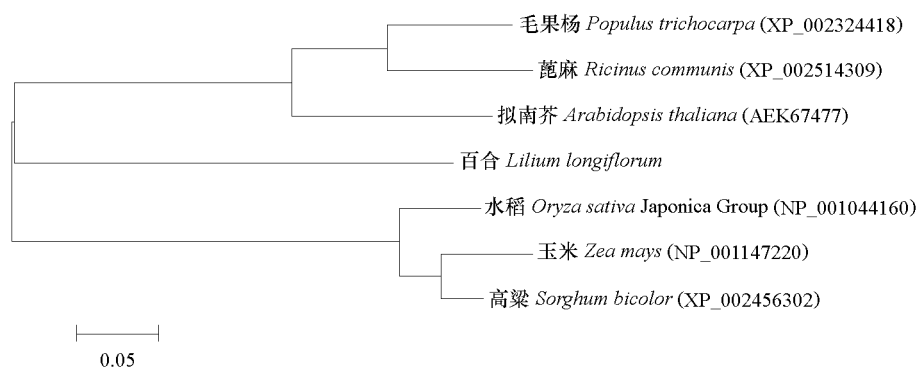 毛果杨 Populus trichocarpa (XP_002324418)
蓖麻 Ricinus communis (XP_002514309)
拟南芥 Arabidopsis thaliana (AEK67477)
百合 Lilium longiflorum
水稻 Oryza sativa Japonica Group (NP_001044160)
玉米 Zea mays (NP_001147220)
高粱 Sorghum bicolor (XP_002456302)
0.05